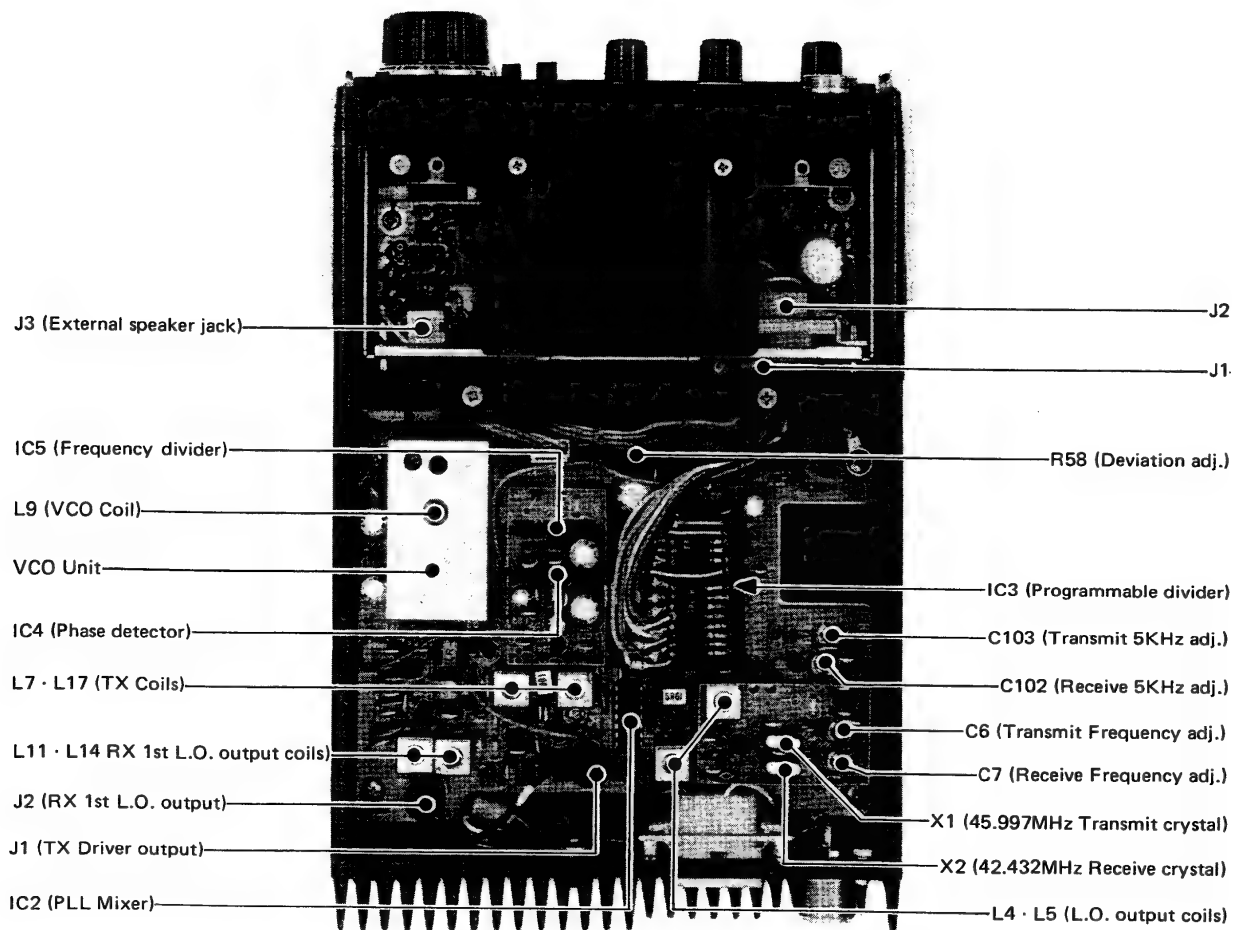 J3 (External speaker jack)
IC5 (Frequency divider)
L9 (VCO Coil)
VCO Unit
IC4 (Phase detector)
L7 · L17 (TX Coils)
L11 · L14 RX 1st L.O. output coils)
J2 (RX 1st L.O. output)
J1 (TX Driver output)
IC2 (PLL Mixer)
J2
J1
R58 (Deviation adj.)
IC3 (Programmable divider)
C103 (Transmit 5KHz adj.)
C102 (Receive 5KHz adj.)
C6 (Transmit Frequency adj.)
C7 (Receive Frequency adj.)
X1 (45.997MHz Transmit crystal)
X2 (42.432MHz Receive crystal)
L4 · L5 (L.O. output coils)